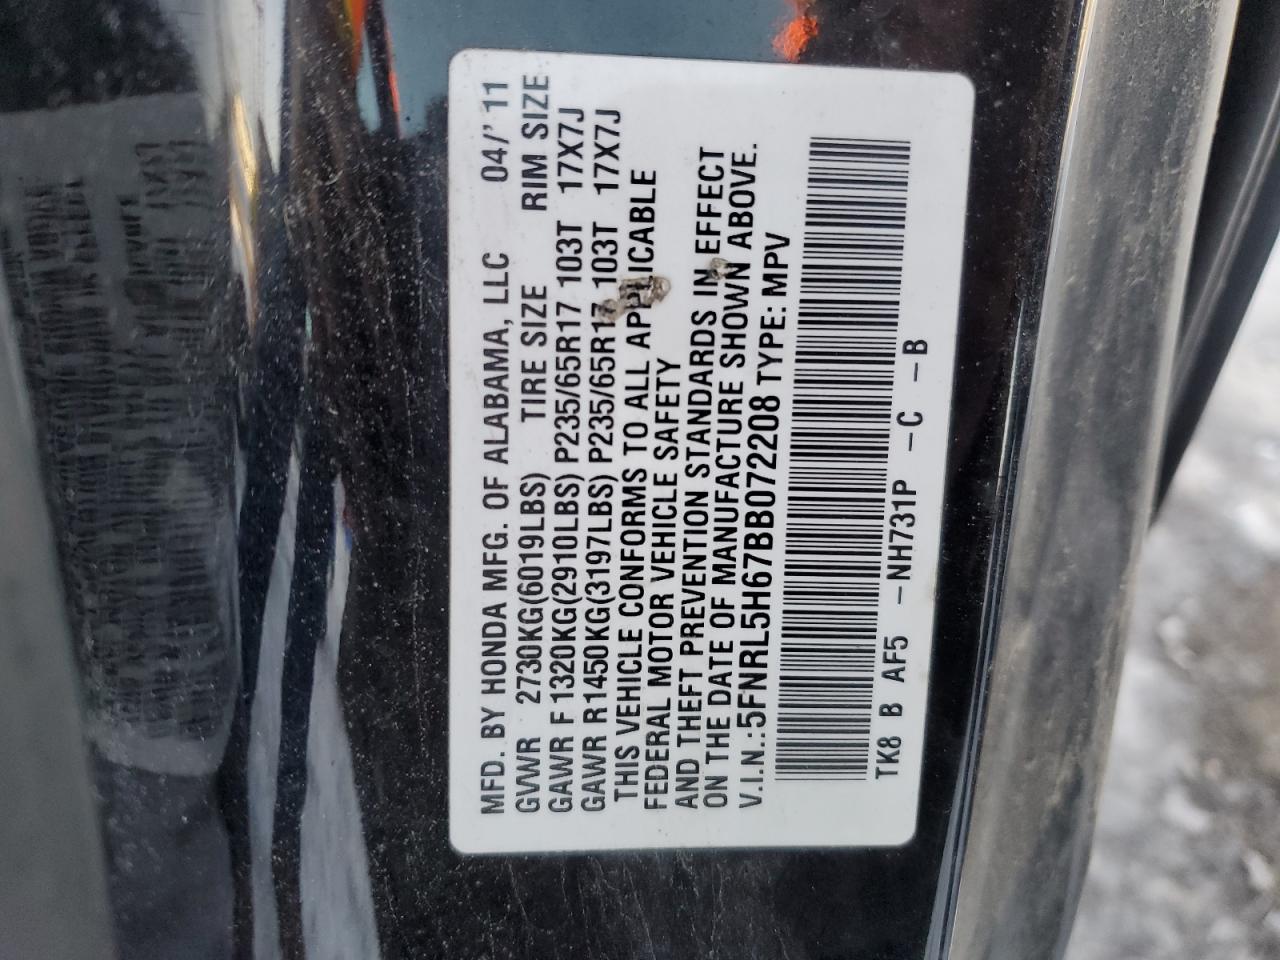 MFD. BY HONDA MFG. OF ALABAMA, LLC 04/'11
GVWR 2730KG(6019LBS) TIRE SIZE RIM SIZE
GAWR F 1320KG(2910LBS) P235/65R17 103T 17X7J
GAWR R 1450KG(3197LBS) P235/65R17 103T 17X7J
THIS VEHICLE CONFORMS TO ALL APPLICABLE
FEDERAL MOTOR VEHICLE SAFETY
AND THEFT PREVENTION STANDARDS IN EFFECT
ON THE DATE OF MANUFACTURE SHOWN ABOVE.
V.I.N.:5FNRL5H67BB072208 TYPE: MPV
TK8 B AF5 -NH731P -C -B